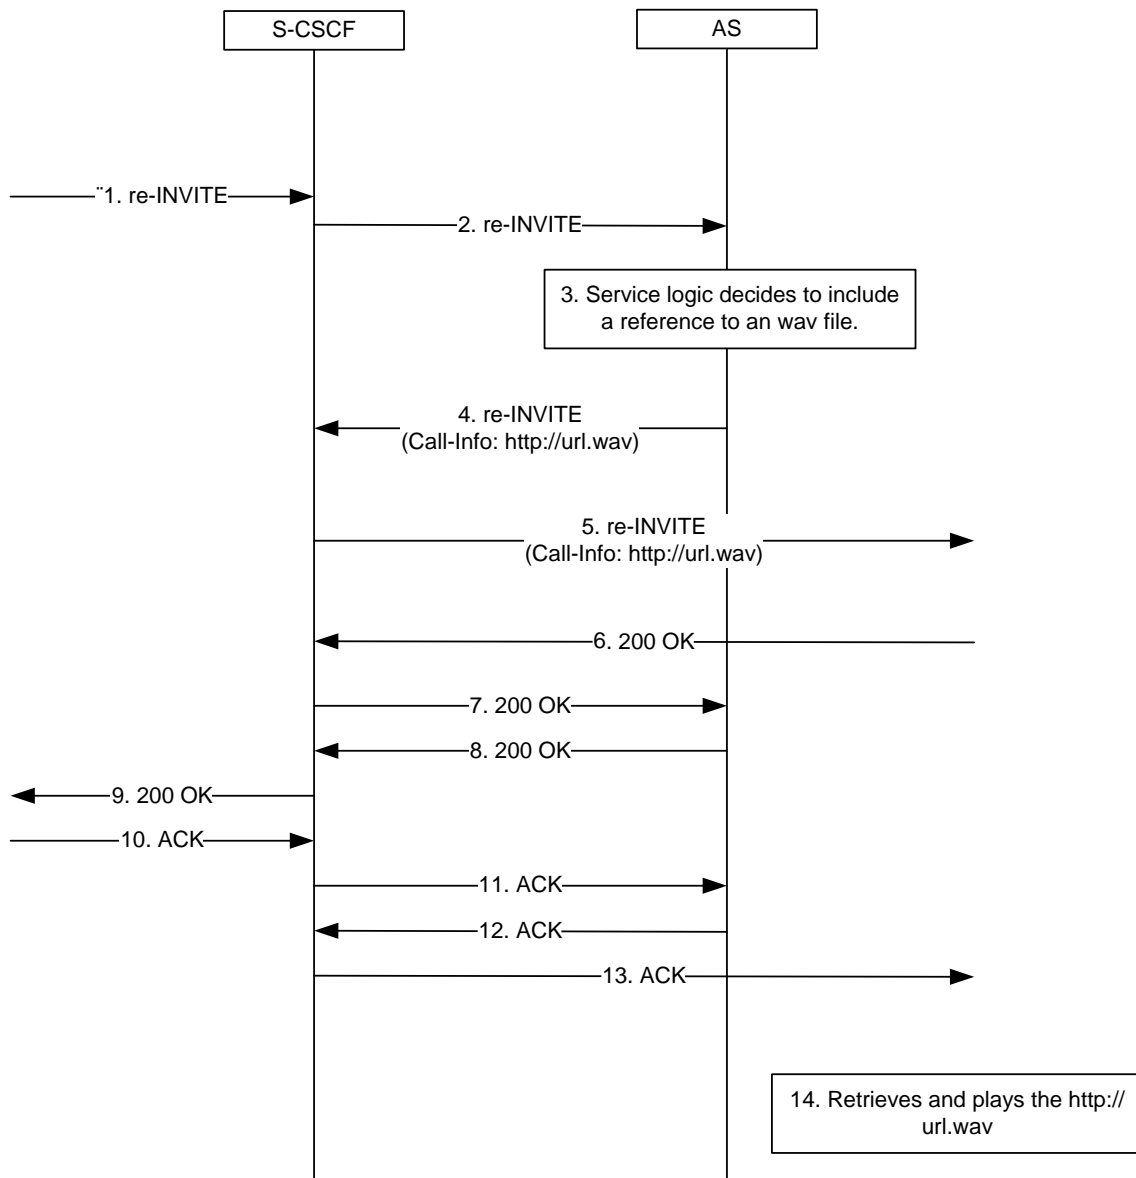 S-CSCF
AS
¨1. re-INVITE
2. re-INVITE
3. Service logic decides to include
a reference to an wav file.
4. re-INVITE
(Call-Info: http://url.wav)
5. re-INVITE
(Call-Info: http://url.wav)
6. 200 OK
7. 200 OK
8. 200 OK
9. 200 OK
10. ACK
11. ACK
12. ACK
13. ACK
14. Retrieves and plays the http://
url.wav